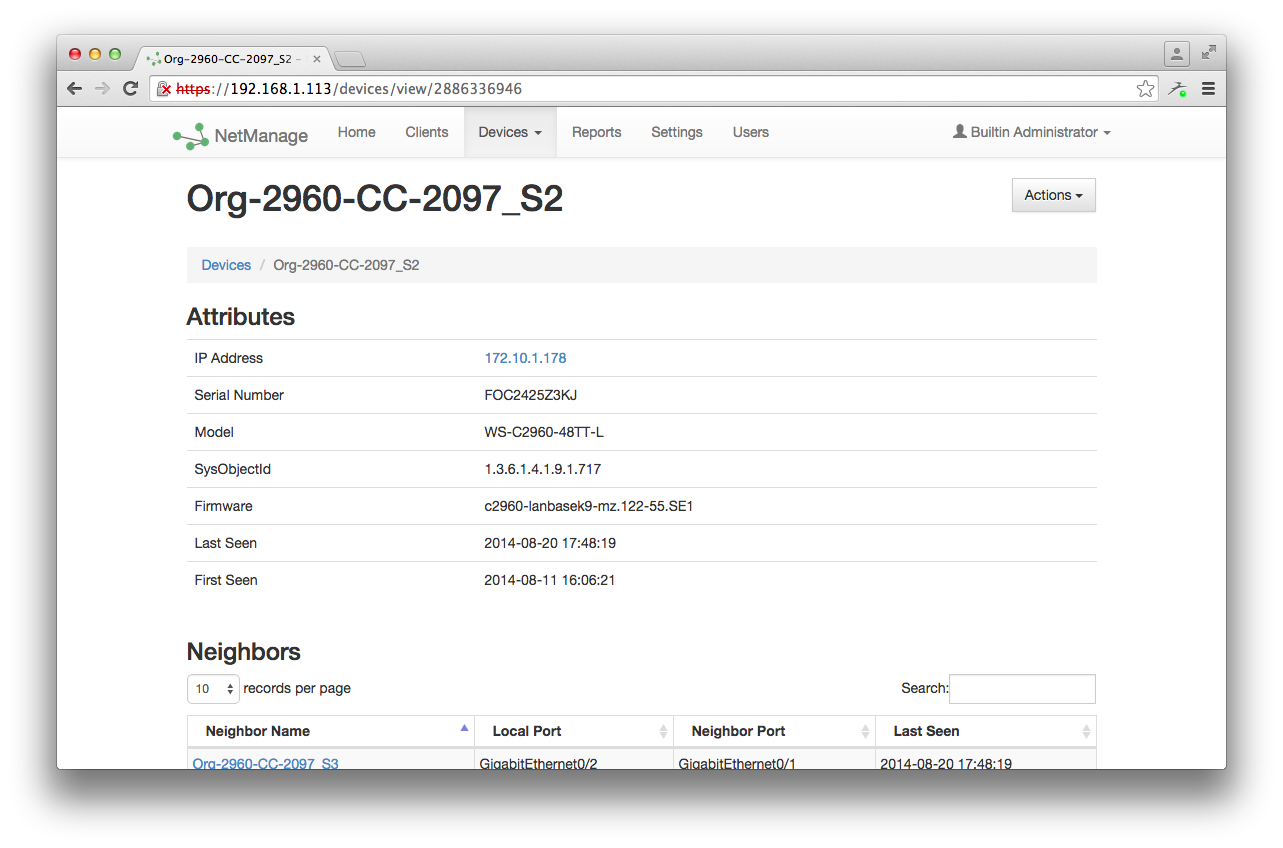 Org-2960-CC-2097_S2 -
https://192.168.1.113/devices/view/2886336946
NetManage Home Clients Devices Reports Settings Users Builtin Administrator
Org-2960-CC-2097_S2 Actions
Devices / Org-2960-CC-2097_S2
Attributes
IP Address 172.10.1.178
Serial Number FOC2425Z3KJ
Model WS-C2960-48TT-L
SysObjectId 1.3.6.1.4.1.9.1.717
Firmware c2960-lanbasek9-mz.122-55.SE1
Last Seen 2014-08-20 17:48:19
First Seen 2014-08-11 16:06:21
Neighbors
10 records per page Search:
Neighbor Name Local Port Neighbor Port Last Seen
Org-2960-CC-2097_S3 GigabitEthernet0/2 GigabitEthernet0/1 2014-08-20 17:48:19